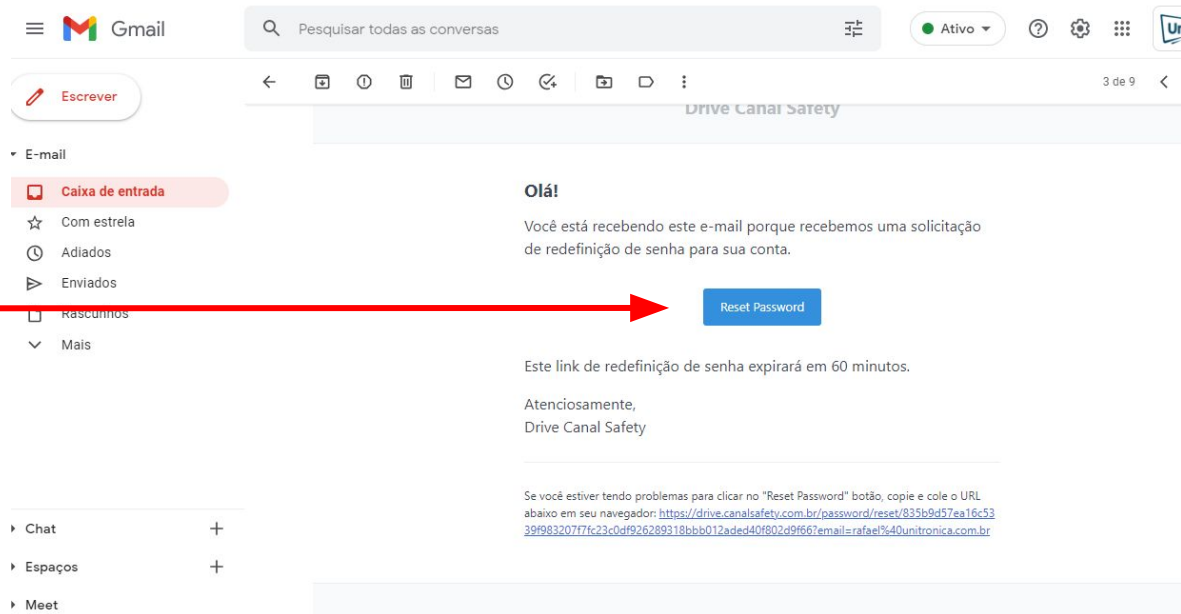 Gmail
Pesquisar todas as conversas
Ativo
Un
Escrever
3 de 9
Drive Canal Safety
E-mail
Caixa de entrada
Com estrela
Adiados
Enviados
Rascunhos
Mais
Olá!
Você está recebendo este e-mail porque recebemos uma solicitação
de redefinição de senha para sua conta.
Reset Password
Este link de redefinição de senha expirará em 60 minutos.
Atenciosamente,
Drive Canal Safety
Se você estiver tendo problemas para clicar no "Reset Password" botão, copie e cole o URL
abaixo em seu navegador: https://drive.canalsafety.com.br/password/reset/835b9d57ea16c53
39f983207f7fc23c0df926289318bbb012aded40f802d9f66?email=rafael%40unitronica.com.br
Chat
Espaços
Meet